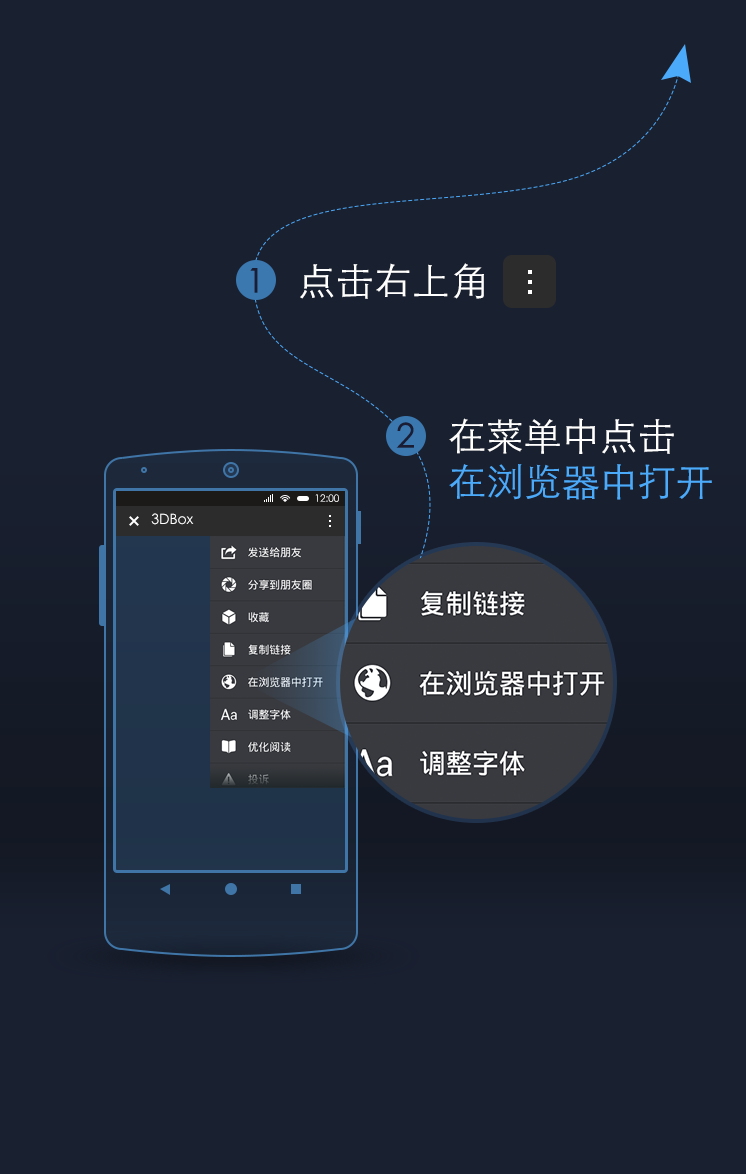 1 点击右上角
2 在菜单中点击
在浏览器中打开
12:00
3DBox
发送给朋友
分享到朋友圈
收藏
复制链接
在浏览器中打开
Aa 调整字体
优化阅读
投诉
复制链接
在浏览器中打开
Aa 调整字体